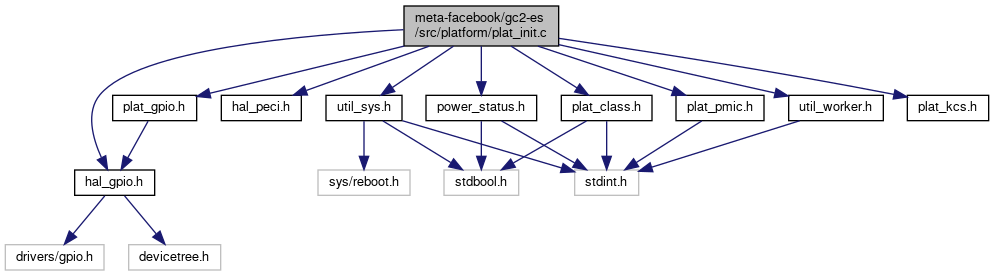 meta-facebook/gc2-es
/src/platform/plat_init.c
plat_gpio.h
hal_peci.h
util_sys.h
power_status.h
plat_class.h
plat_pmic.h
util_worker.h
plat_kcs.h
hal_gpio.h
sys/reboot.h
stdbool.h
stdint.h
drivers/gpio.h
devicetree.h